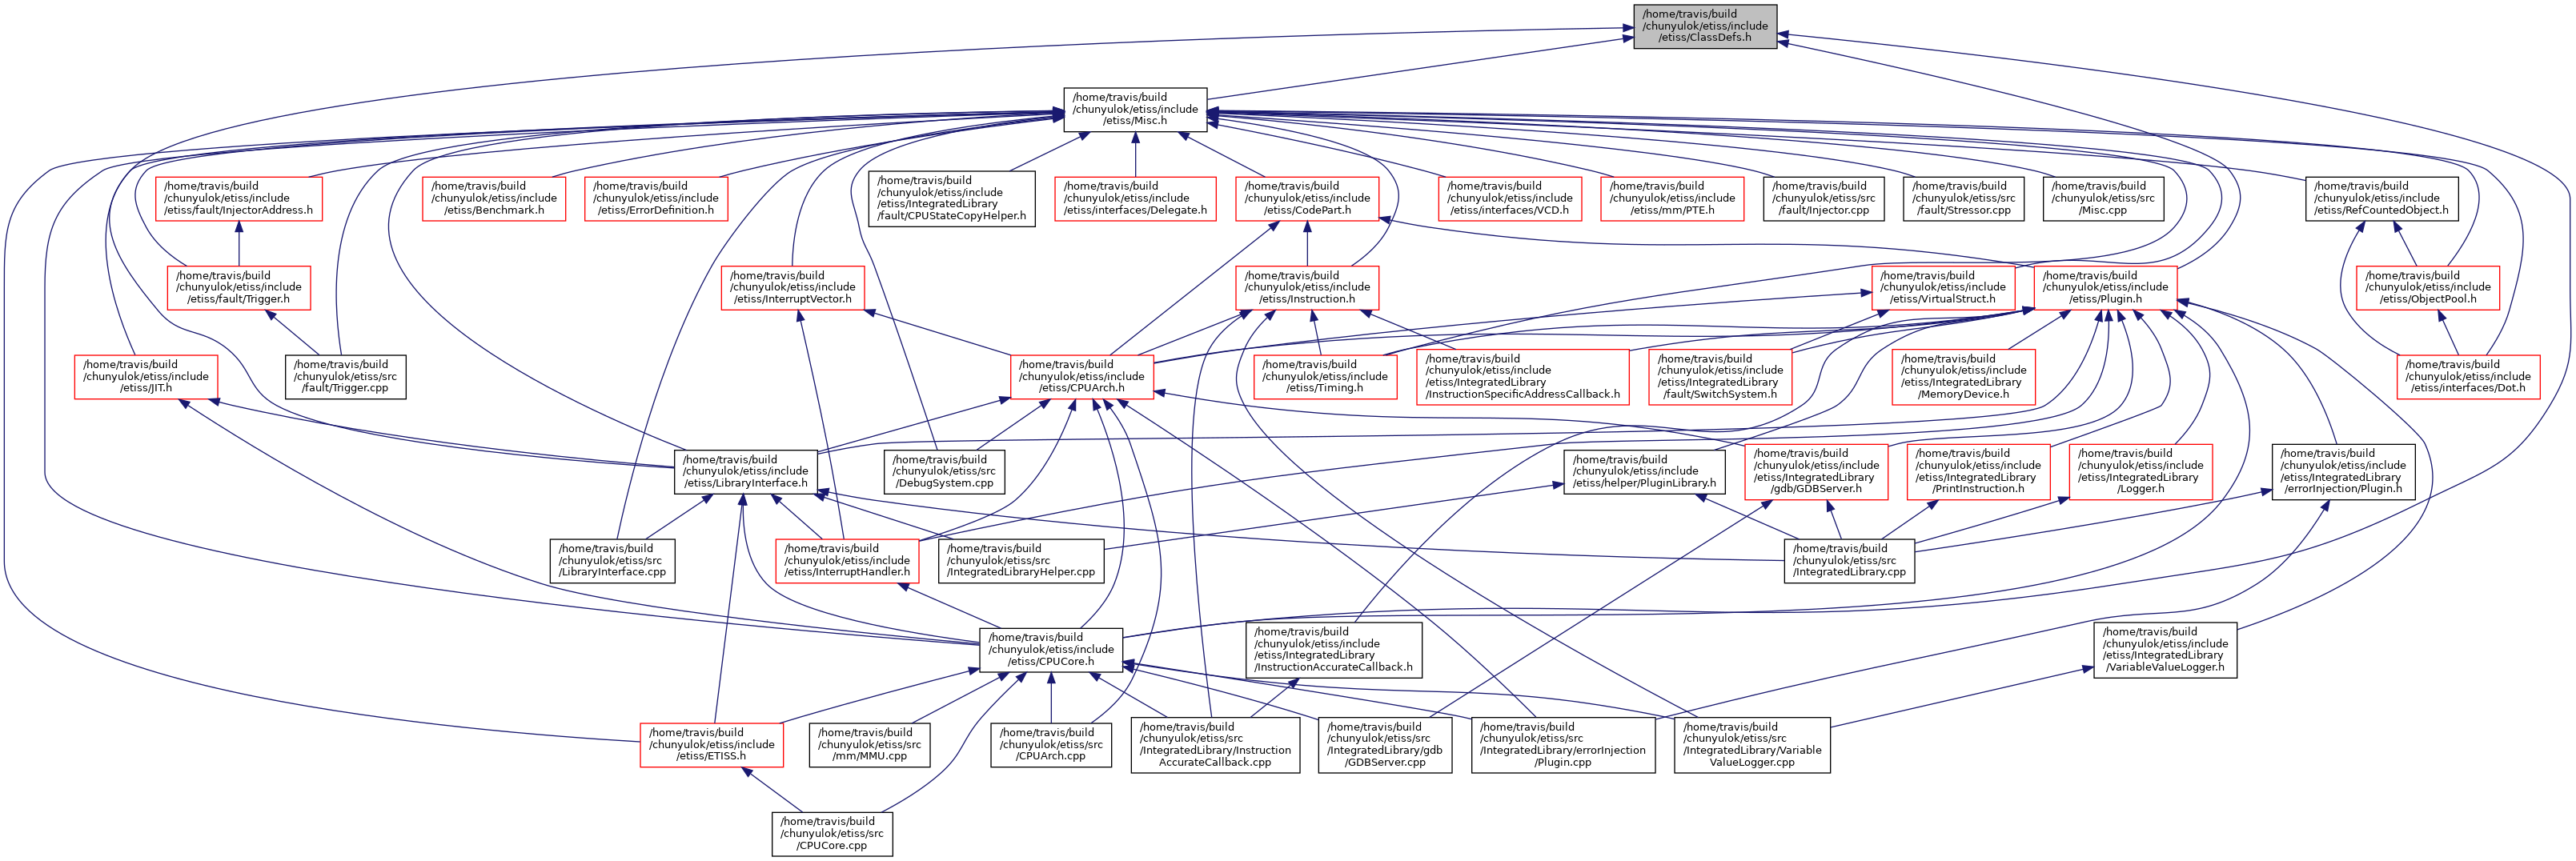 /home/travis/build
/chunyulok/etiss/include
/etiss/ClassDefs.h
/home/travis/build
/chunyulok/etiss/include
/etiss/Misc.h
/home/travis/build
/chunyulok/etiss/include
/etiss/fault/InjectorAddress.h
/home/travis/build
/chunyulok/etiss/include
/etiss/Benchmark.h
/home/travis/build
/chunyulok/etiss/include
/etiss/ErrorDefinition.h
/home/travis/build
/chunyulok/etiss/include
/etiss/IntegratedLibrary
/fault/CPUStateCopyHelper.h
/home/travis/build
/chunyulok/etiss/include
/etiss/interfaces/Delegate.h
/home/travis/build
/chunyulok/etiss/include
/etiss/CodePart.h
/home/travis/build
/chunyulok/etiss/include
/etiss/interfaces/VCD.h
/home/travis/build
/chunyulok/etiss/include
/etiss/mm/PTE.h
/home/travis/build
/chunyulok/etiss/src
/fault/Injector.cpp
/home/travis/build
/chunyulok/etiss/src
/fault/Stressor.cpp
/home/travis/build
/chunyulok/etiss/src
/Misc.cpp
/home/travis/build
/chunyulok/etiss/include
/etiss/RefCountedObject.h
/home/travis/build
/chunyulok/etiss/include
/etiss/fault/Trigger.h
/home/travis/build
/chunyulok/etiss/include
/etiss/InterruptVector.h
/home/travis/build
/chunyulok/etiss/include
/etiss/Instruction.h
/home/travis/build
/chunyulok/etiss/include
/etiss/VirtualStruct.h
/home/travis/build
/chunyulok/etiss/include
/etiss/Plugin.h
/home/travis/build
/chunyulok/etiss/include
/etiss/ObjectPool.h
/home/travis/build
/chunyulok/etiss/include
/etiss/JIT.h
/home/travis/build
/chunyulok/etiss/src
/fault/Trigger.cpp
/home/travis/build
/chunyulok/etiss/include
/etiss/CPUArch.h
/home/travis/build
/chunyulok/etiss/include
/etiss/Timing.h
/home/travis/build
/chunyulok/etiss/include
/etiss/IntegratedLibrary
/InstructionSpecificAddressCallback.h
/home/travis/build
/chunyulok/etiss/include
/etiss/IntegratedLibrary
/fault/SwitchSystem.h
/home/travis/build
/chunyulok/etiss/include
/etiss/IntegratedLibrary
/MemoryDevice.h
/home/travis/build
/chunyulok/etiss/include
/etiss/interfaces/Dot.h
/home/travis/build
/chunyulok/etiss/include
/etiss/LibraryInterface.h
/home/travis/build
/chunyulok/etiss/src
/DebugSystem.cpp
/home/travis/build
/chunyulok/etiss/include
/etiss/IntegratedLibrary
/gdb/GDBServer.h
/home/travis/build
/chunyulok/etiss/include
/etiss/helper/PluginLibrary.h
/home/travis/build
/chunyulok/etiss/include
/etiss/IntegratedLibrary
/PrintInstruction.h
/home/travis/build
/chunyulok/etiss/include
/etiss/IntegratedLibrary
/Logger.h
/home/travis/build
/chunyulok/etiss/include
/etiss/IntegratedLibrary
/errorInjection/Plugin.h
/home/travis/build
/chunyulok/etiss/src
/LibraryInterface.cpp
/home/travis/build
/chunyulok/etiss/include
/etiss/InterruptHandler.h
/home/travis/build
/chunyulok/etiss/src
/IntegratedLibraryHelper.cpp
/home/travis/build
/chunyulok/etiss/src
/IntegratedLibrary.cpp
/home/travis/build
/chunyulok/etiss/include
/etiss/CPUCore.h
/home/travis/build
/chunyulok/etiss/include
/etiss/IntegratedLibrary
/InstructionAccurateCallback.h
/home/travis/build
/chunyulok/etiss/include
/etiss/IntegratedLibrary
/VariableValueLogger.h
/home/travis/build
/chunyulok/etiss/include
/etiss/ETISS.h
/home/travis/build
/chunyulok/etiss/src
/mm/MMU.cpp
/home/travis/build
/chunyulok/etiss/src
/CPUArch.cpp
/home/travis/build
/chunyulok/etiss/src
/IntegratedLibrary/Instruction
AccurateCallback.cpp
/home/travis/build
/chunyulok/etiss/src
/IntegratedLibrary/gdb
/GDBServer.cpp
/home/travis/build
/chunyulok/etiss/src
/IntegratedLibrary/errorInjection
/Plugin.cpp
/home/travis/build
/chunyulok/etiss/src
/IntegratedLibrary/Variable
ValueLogger.cpp
/home/travis/build
/chunyulok/etiss/src
/CPUCore.cpp